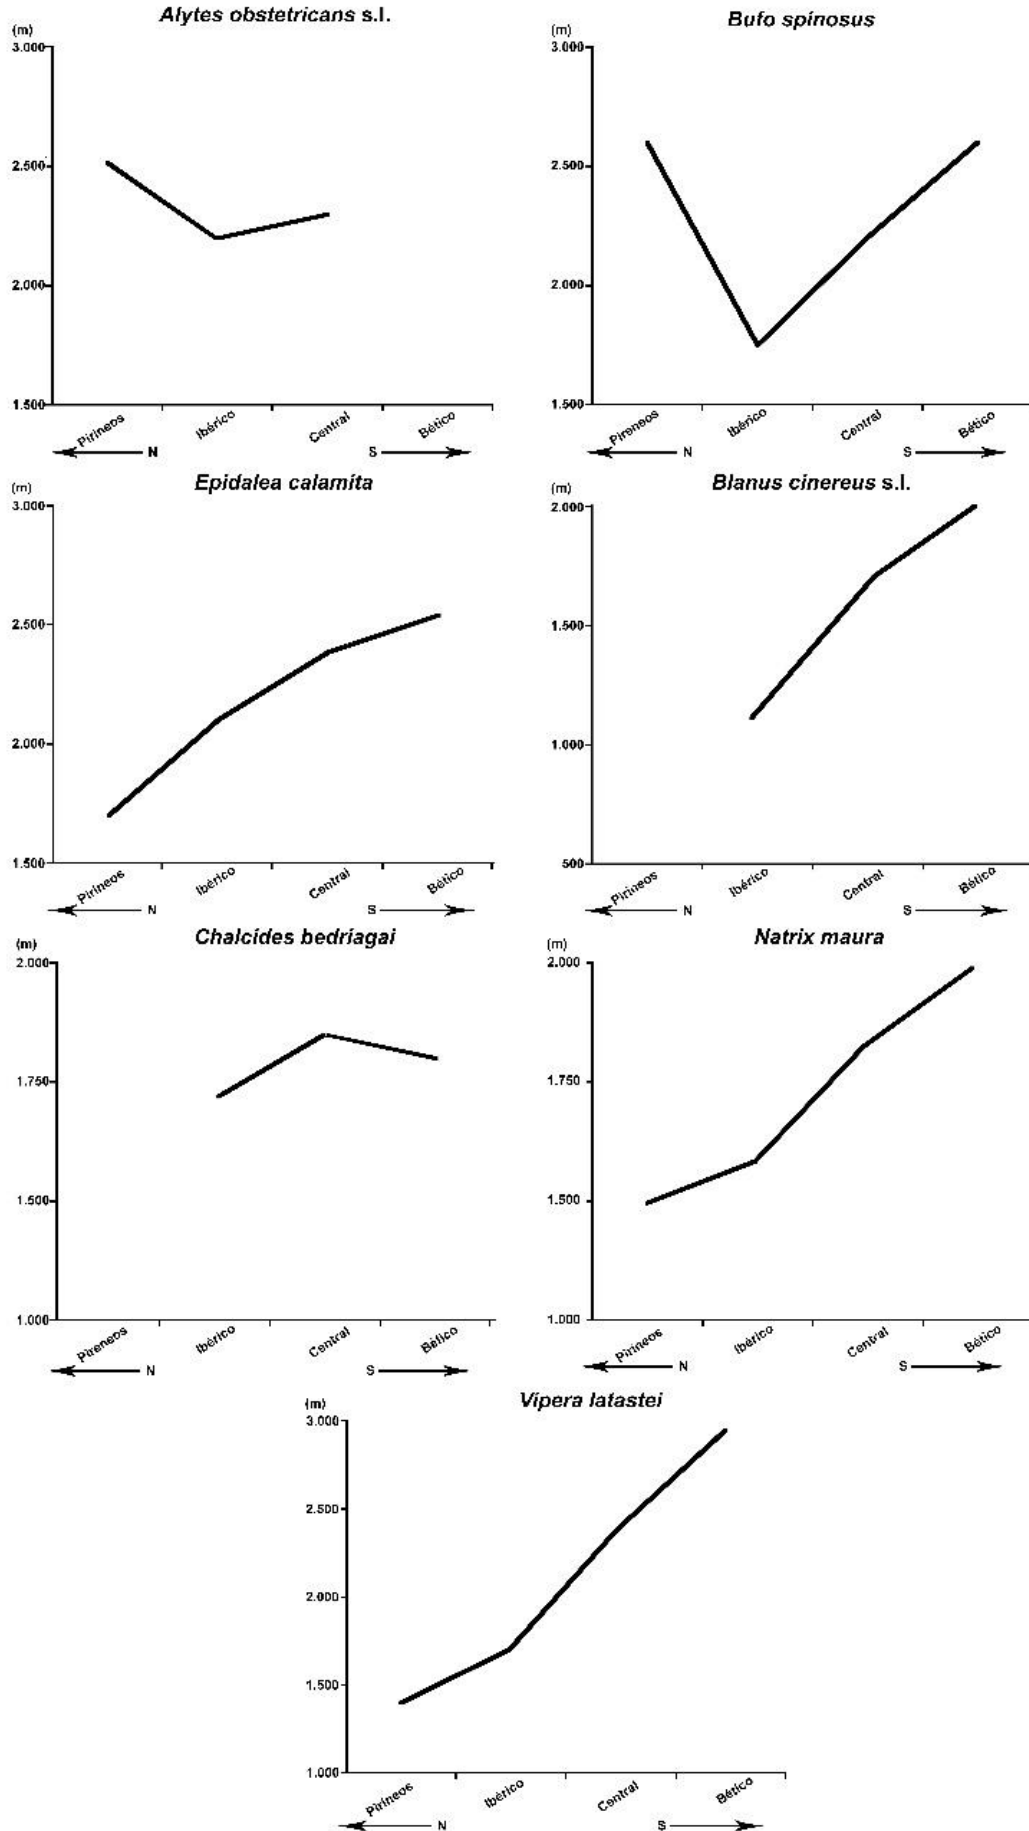 Alytes obstetricans s.l.
(m)
3.000
2.500
2.000
1.500
Pirineos
Ibérico
Central
Bético
N
S
Bufo spinosus
(m)
3.000
2.500
2.000
1.500
Pireneos
Ibérico
Central
Bético
N
S
Epidalea calamita
(m)
3.000
2.500
2.000
1.500
Pirineos
Ibérico
Central
Bético
N
S
Blanus cinereus s.l.
(m)
2.000
1.500
1.000
500
Pirineos
Ibérico
Central
Bético
N
S
Chalcides bedriagai
(m)
2.000
1.750
1.500
1.000
Pireneos
Ibérico
Central
Bético
N
S
Natrix maura
(m)
2.000
1.750
1.500
1.000
Pirineos
Ibérico
Central
Bético
N
S
Vipera latastei
(m)
3.000
2.500
2.000
1.500
1.000
Pirineos
Ibérico
Central
Bético
N
S